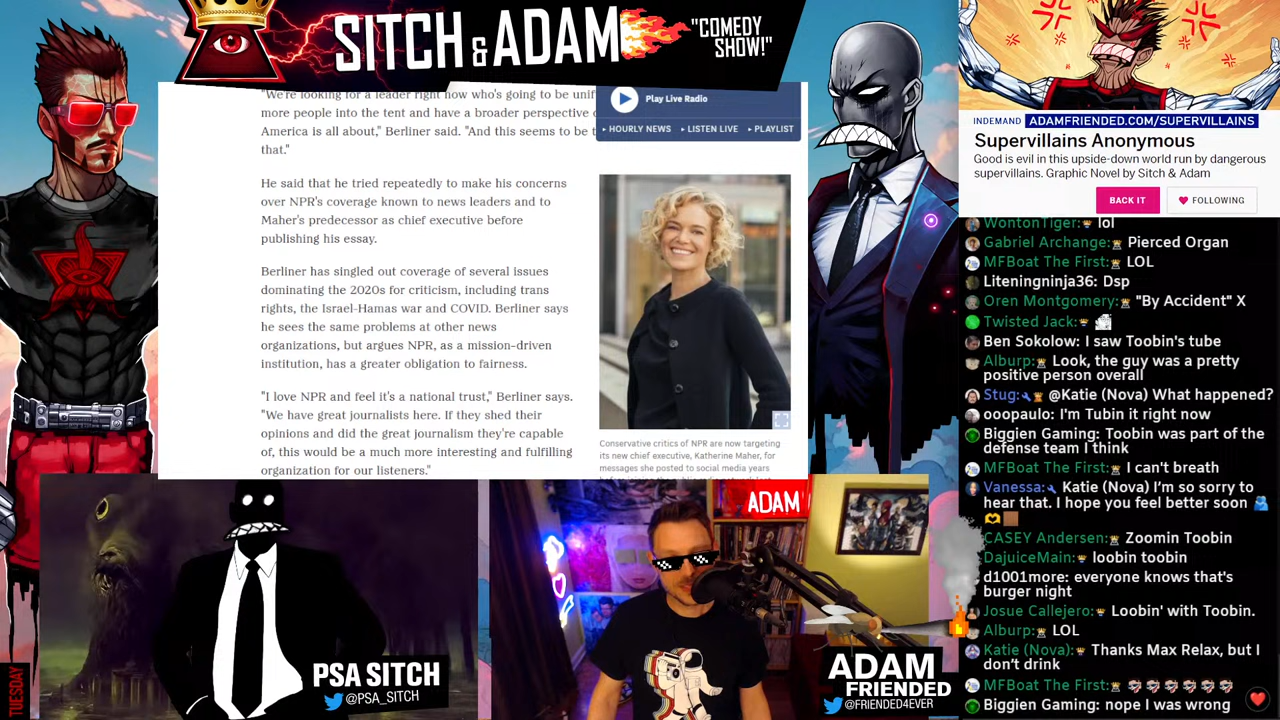 SITCH & ADAM
"COMEDY
SHOW!"
"We're looking for a leader right now who's going to be unif
more people into the tent and have a broader perspective o
America is all about," Berliner said. "And this seems to be t
that."
Play Live Radio
HOURLY NEWS
LISTEN LIVE
PLAYLIST
He said that he tried repeatedly to make his concerns
over NPR's coverage known to news leaders and to
Maher's predecessor as chief executive before
publishing his essay.
Berliner has singled out coverage of several issues
dominating the 2020s for criticism, including trans
rights, the Israel-Hamas war and COVID. Berliner says
he sees the same problems at other news
organizations, but argues NPR, as a mission-driven
institution, has a greater obligation to fairness.
"I love NPR and feel it's a national trust," Berliner says.
"We have great journalists here. If they shed their
opinions and did the great journalism they're capable
of, this would be a much more interesting and fulfilling
organization for our listeners."
Conservative critics of NPR are now targeting
its new chief executive, Katherine Maher, for
messages she posted to social media years
INDEMAND ADAMFRIENDED.COM/SUPERVILLAINS
Supervillains Anonymous
Good is evil in this upside-down world run by dangerous
supervillains. Graphic Novel by Sitch & Adam
BACK IT
FOLLOWING
WontonTiger: lol
Gabriel Archange: Pierced Organ
MFBoat The First: LOL
Liteningninja36: Dsp
Oren Montgomery: "By Accident" X
Twisted Jack:
Ben Sokolow: I saw Toobin's tube
Alburp: Look, the guy was a pretty
positive person overall
Stug: @Katie (Nova) What happened?
ooopaulo: I'm Tubin it right now
Biggien Gaming: Toobin was part of the
defense team I think
MFBoat The First: I can't breath
Vanessa: Katie (Nova) I'm so sorry to
hear that. I hope you feel better soon
CASEY Andersen: Zoomin Toobin
DajuiceMain: loobin toobin
d1001more: everyone knows that's
burger night
Josue Callejero: Loobin' with Toobin.
Alburp: LOL
Katie (Nova): Thanks Max Relax, but I
don't drink
MFBoat The First:
Biggien Gaming: nope I was wrong
TUESDAY
PSA SITCH
@PSA_SITCH
ADAM
ADAM
FRIENDED
@FRIENDED4EVER